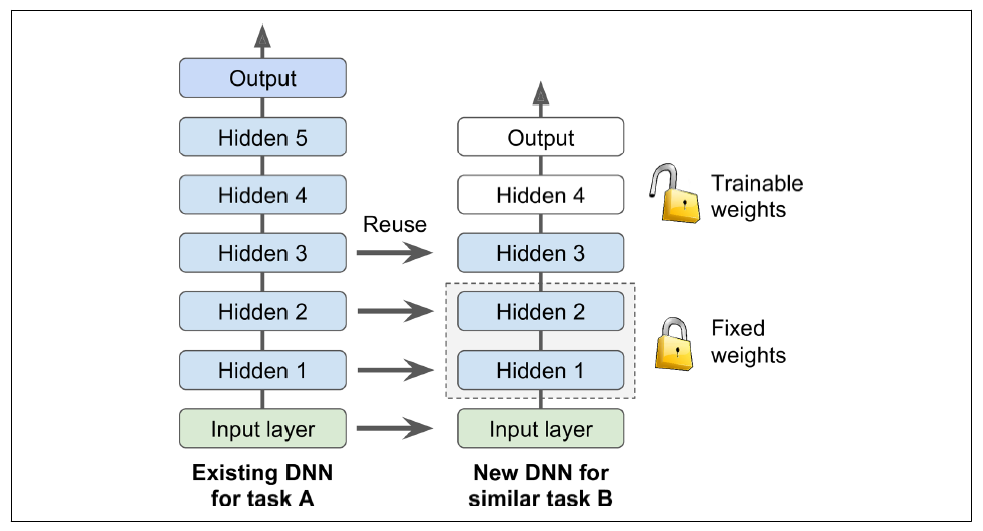 Output
Hidden 5
Hidden 4
Hidden 3
Hidden 2
Hidden 1
Input layer
Existing DNN
for task A
Reuse
Output
Hidden 4
Hidden 3
Hidden 2
Hidden 1
Input layer
New DNN for
similar task B
Trainable
weights
Fixed
weights